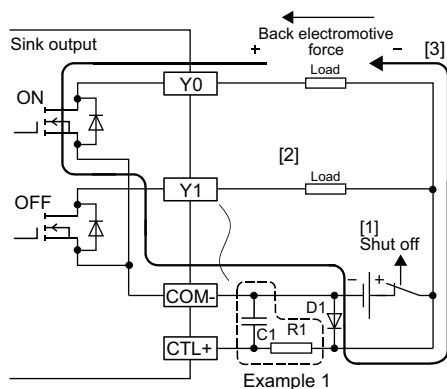 Sink output
Back electromotive
force
+
−
[3]
Load
Y0
ON
[2]
Load
Y1
OFF
[1]
Shut off
− +
COM-
D1
C1
R1
CTL+
Example 1